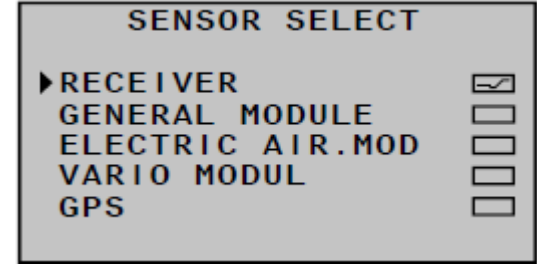 SENSOR SELECT
RECEIVER
GENERAL MODULE
ELECTRIC AIR.MOD
VARIO MODUL
GPS